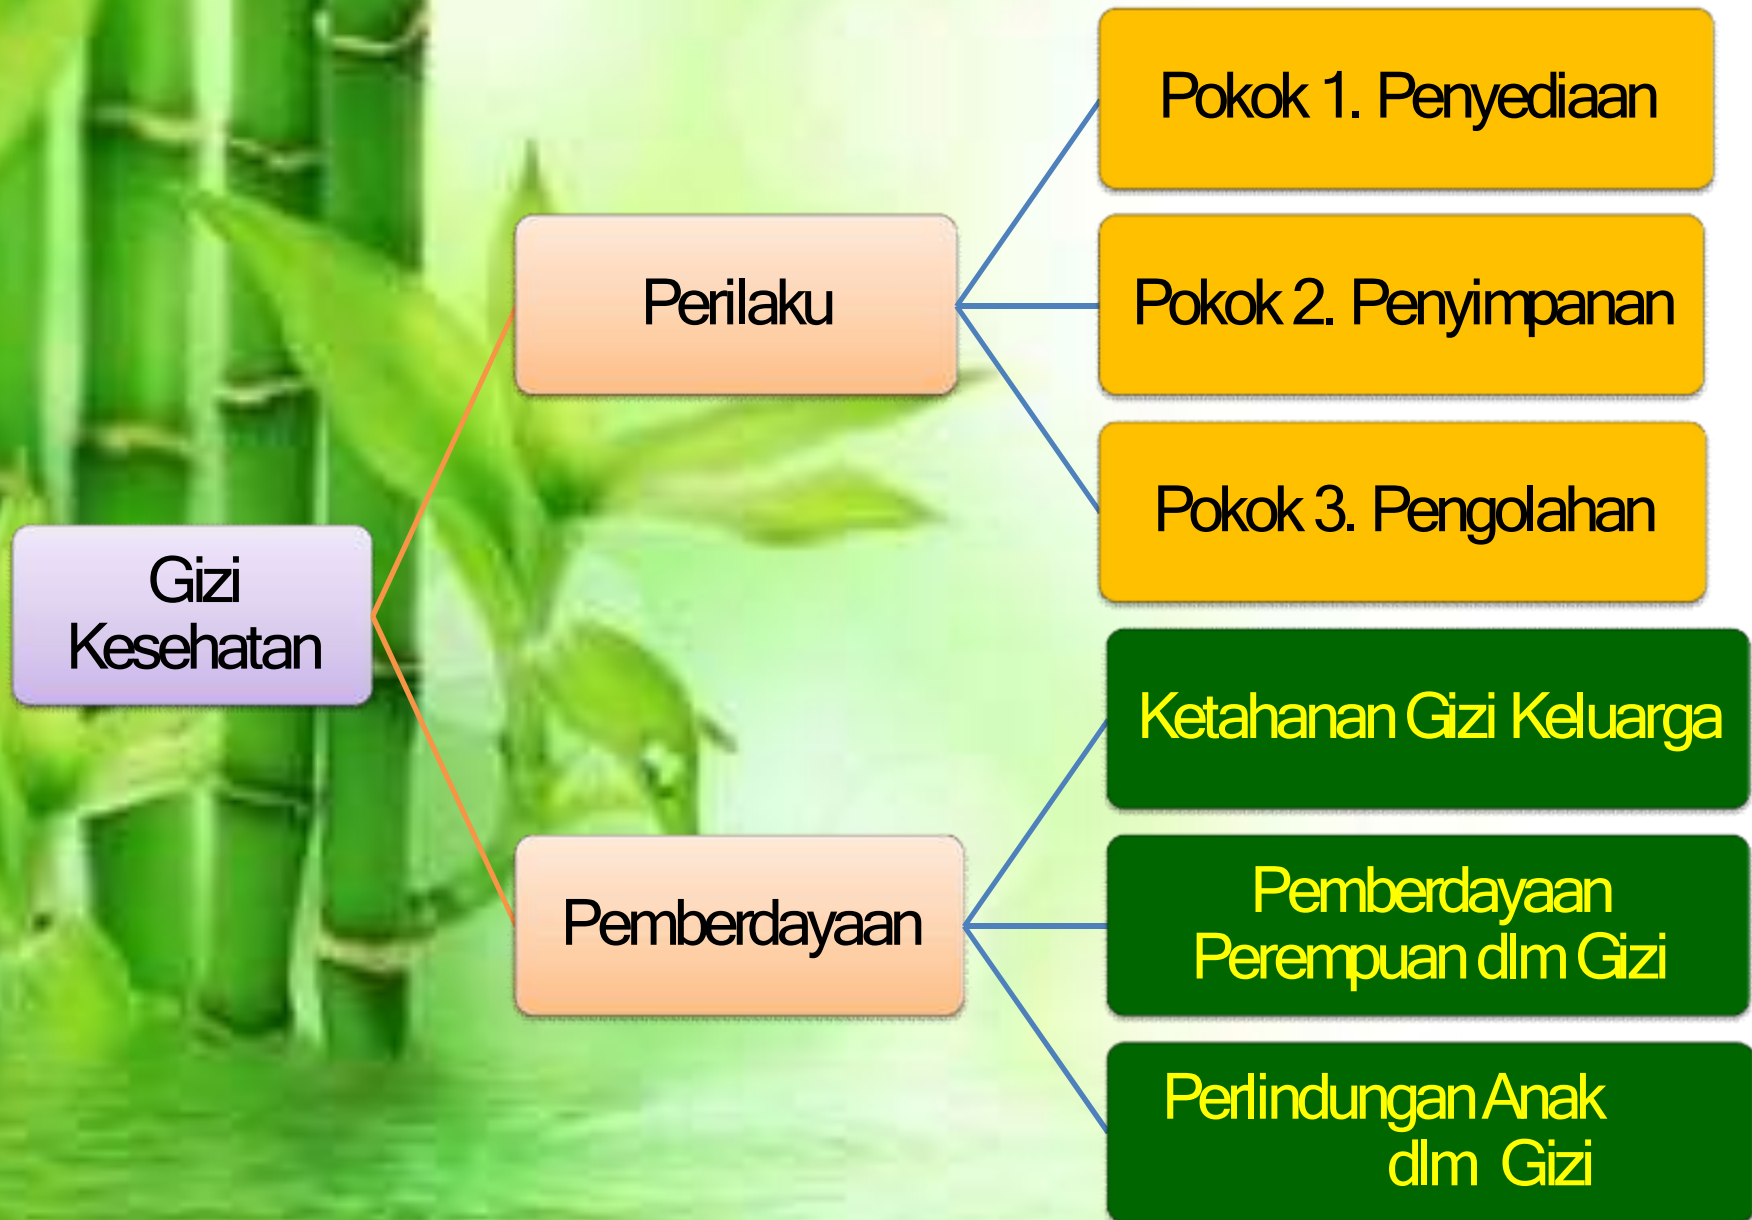 Gizi
Kesehatan
Perilaku
Pokok 1. Penyediaan
Pokok 2. Penyimpanan
Pokok 3. Pengolahan
Pemberdayaan
Ketahanan Gizi Keluarga
Pemberdayaan
Perempuan dlm Gizi
Perlindungan Anak
dlm Gizi